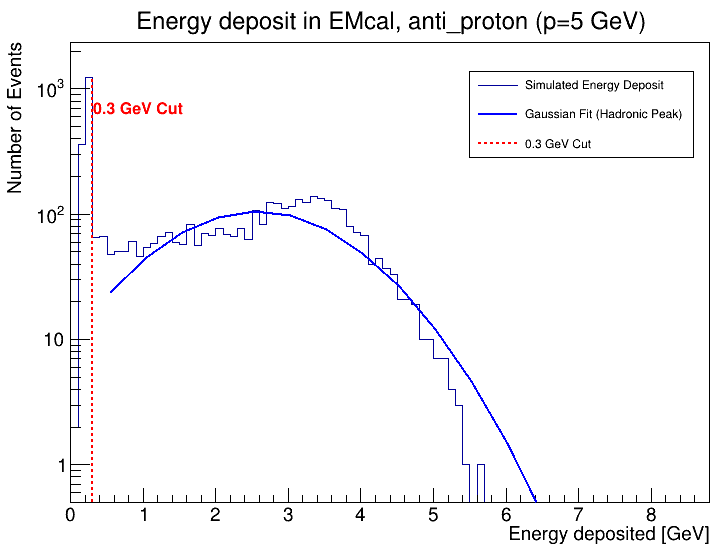 Energy deposit in EMcal, anti_proton (p=5 GeV)
Number of Events
10³
10²
10
1
0.3 GeV Cut
Simulated Energy Deposit
Gaussian Fit (Hadronic Peak)
0.3 GeV Cut
0 1 2 3 4 5 6 7 8
Energy deposited [GeV]